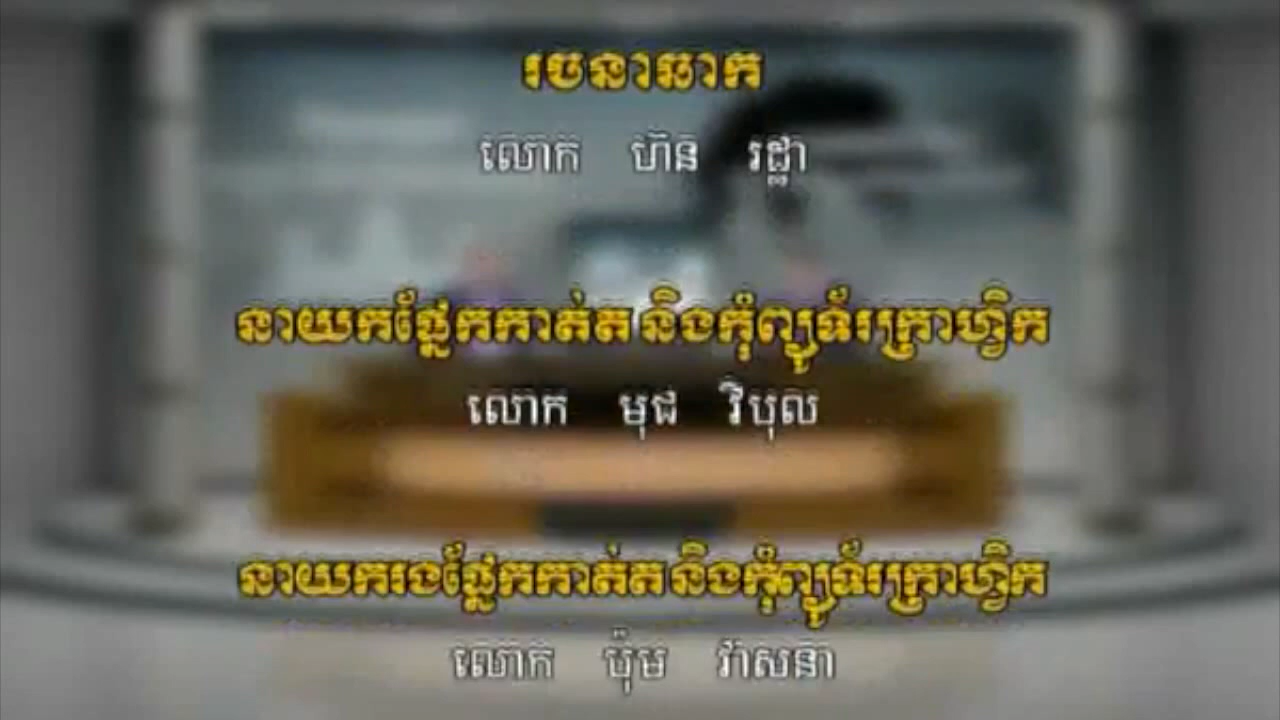 រចនាឆាក
លោក ហ៊ន រដ្ឋា
នាយកផ្នែកកាត់ត និងកុំព្យូទ័រក្រាហ្វិក
លោក មុជ វិបុល
នាយករងផ្នែកកាត់ត និងកុំព្យូទ័រក្រាហ្វិក
លោក ប៉ុម វាសនា